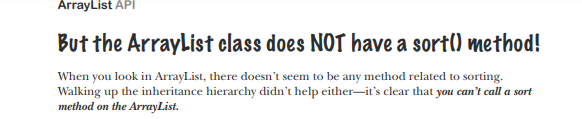 ArrayList API
But the ArrayList class does NOT have a sort() method!
When you look in ArrayList, there doesn't seem to be any method related to sorting.
Walking up the inheritance hierarchy didn't help either—it's clear that you can't call a sort
method on the ArrayList.